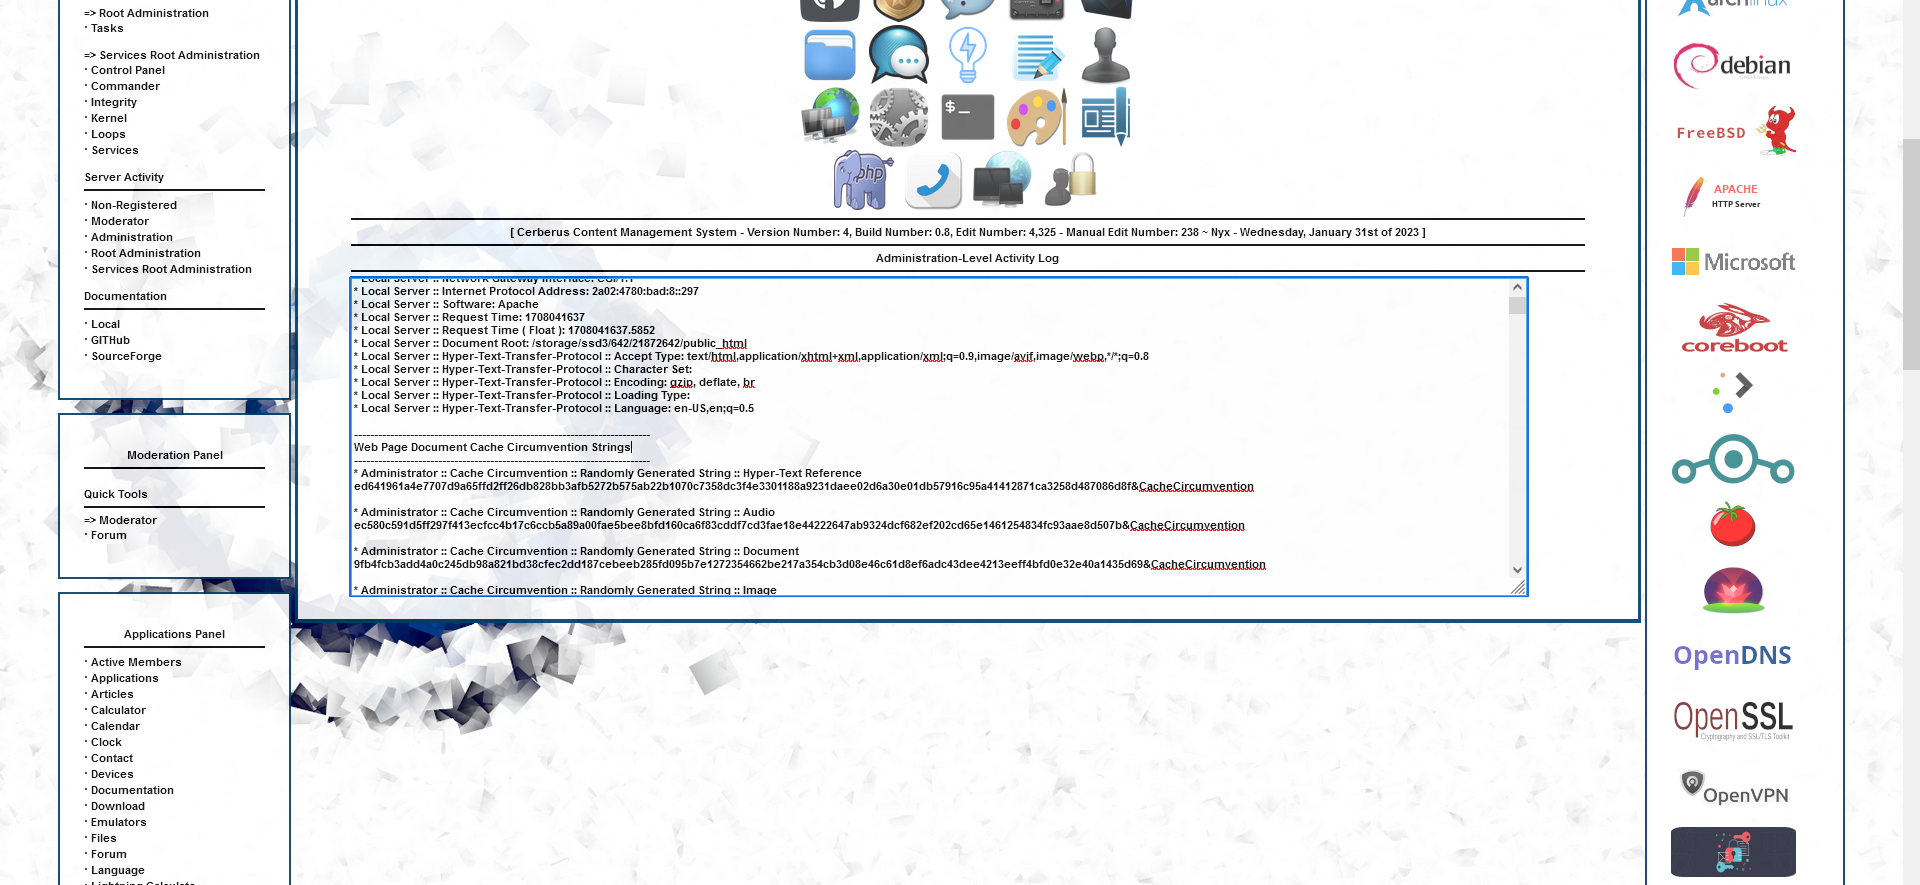 => Root Administration
· Tasks
=> Services Root Administration
· Control Panel
· Commander
· Integrity
· Kernel
· Loops
· Services
Server Activity
· Non-Registered
· Moderator
· Administration
· Root Administration
· Services Root Administration
Documentation
· Local
· GITHub
· SourceForge
Moderation Panel
Quick Tools
=> Moderator
· Forum
Applications Panel
· Active Members
· Applications
· Articles
· Calculator
· Calendar
· Clock
· Contact
· Devices
· Documentation
· Download
· Emulators
· Files
· Forum
· Language
· Lightning Calculate
$ _
php
[ Cerberus Content Management System - Version Number: 4, Build Number: 0.8, Edit Number: 4,325 - Manual Edit Number: 238 ~ Nyx - Wednesday, January 31st of 2023 ]
Administration-Level Activity Log
* Local Server :: Network Gateway Interface: CGI/1.1
* Local Server :: Internet Protocol Address: 2a02:4780:bad:8::297
* Local Server :: Software: Apache
* Local Server :: Request Time: 1708041637
* Local Server :: Request Time ( Float ): 1708041637.5852
* Local Server :: Document Root: /storage/ssd3/642/21872642/public_html
* Local Server :: Hyper-Text-Transfer-Protocol :: Accept Type: text/html,application/xhtml+xml,application/xml;q=0.9,image/avif,image/webp,*/*;q=0.8
* Local Server :: Hyper-Text-Transfer-Protocol :: Character Set:
* Local Server :: Hyper-Text-Transfer-Protocol :: Encoding: gzip, deflate, br
* Local Server :: Hyper-Text-Transfer-Protocol :: Loading Type:
* Local Server :: Hyper-Text-Transfer-Protocol :: Language: en-US,en;q=0.5
--------------------------------------------------------------------------
Web Page Document Cache Circumvention Strings
--------------------------------------------------------------------------
* Administrator :: Cache Circumvention :: Randomly Generated String :: Hyper-Text Reference
ed641961a4e7707d9a65ffd2ff26db828bb3afb5272b575ab22b1070c7358dc3f4e3301188a9231daee02d6a30e01db57916c95a41412871ca3258d487086d8f&CacheCircumvention
* Administrator :: Cache Circumvention :: Randomly Generated String :: Audio
ec580c591d5ff297f413ecfcc4b17c6ccb5a89a00fae5bee8bfd160ca6f83cddf7cd3fae18e44222647ab9324dcf682ef202cd65e1461254834fc93aae8d507b&CacheCircumvention
* Administrator :: Cache Circumvention :: Randomly Generated String :: Document
9fb4fcb3add4a0c245db98a821bd38cfec2dd187cebeeb285fd095b7e1272354662be217a354cb3d08e46c61d8ef6adc43dee4213eeff4bfd0e32e40a1435d69&CacheCircumvention
* Administrator :: Cache Circumvention :: Randomly Generated String :: Image
archlinux
debian
FreeBSD
APACHE
HTTP Server
Microsoft
coreboot
OpenDNS
OpenSSL
Cryptography and SSL/TLS Toolkit
OpenVPN